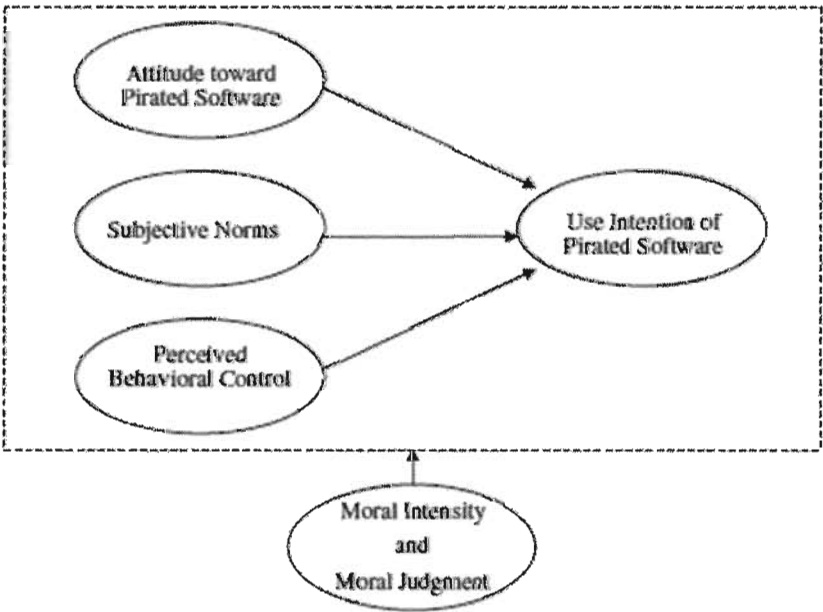 Attitude toward
Pirated Software
Subjective Norms
Use Intention of
Pirated Software
Perceived
Behavioral Control
Moral Intensity
and
Moral Judgment